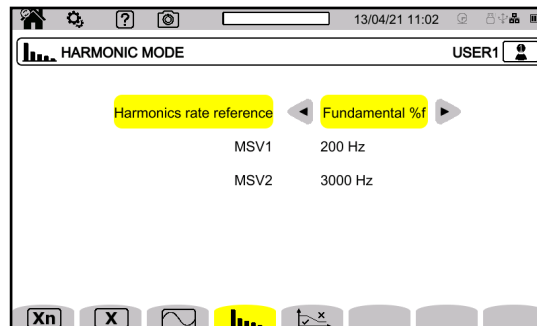 ? 13/04/21 11:02
HARMONIC MODE USER1
Harmonics rate reference ◄ Fundamental %f ►
MSV1 200 Hz
MSV2 3000 Hz
Xn X